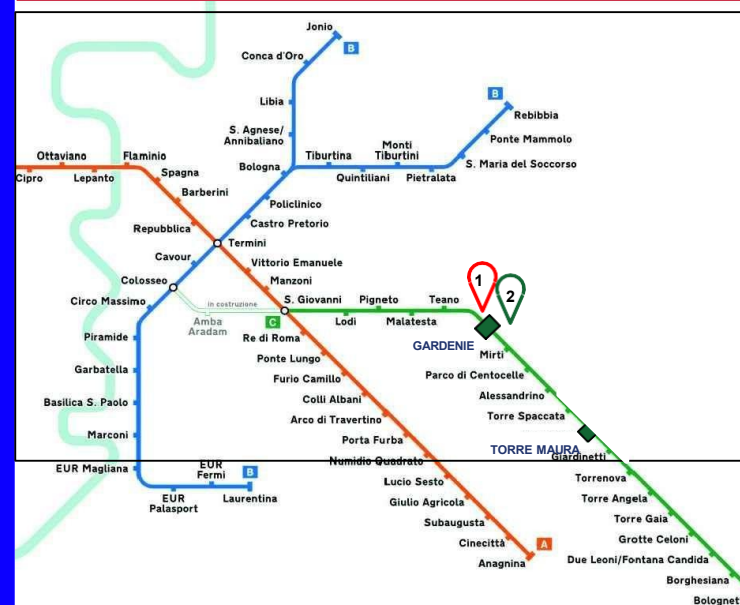 Jonio
B
Conca d'Oro
Libia
S. Agnese/
Annibaliano
Bologna
B
Rebibbia
Ponte Mammolo
S. Maria del Soccorso
Tiburtina
Monti
Tiburtini
Quintiliani
Pietralata
Ottaviano
Flaminio
Cipro
Lepanto
Spagna
Barberini
Repubblica
Policlinico
Castro Pretorio
Termini
Cavour
Vittorio Emanuele
Manzoni
Colosseo
Circo Massimo
in costruzione
Amba
Aradam
C
S. Giovanni
Pigneto
Teano
Lodi
Malatesta
1
2
GARDENIE
Mirti
Parco di Centocelle
Alessandrino
Torre Spaccata
TORRE MAURA
Giardinetti
Torrenova
Torre Angela
Torre Gaia
Grotte Celoni
Due Leoni/Fontana Candida
Borghesiana
Bolognet
Re di Roma
Ponte Lungo
Furio Camillo
Colli Albani
Arco di Travertino
Porta Furba
Numidio Quadrato
Lucio Sesto
Giulio Agricola
Subaugusta
Cinecittà
Anagnina
A
Piramide
Garbatella
Basilica S. Paolo
Marconi
EUR Magliana
EUR
Fermi
B
EUR
Palasport
Laurentina